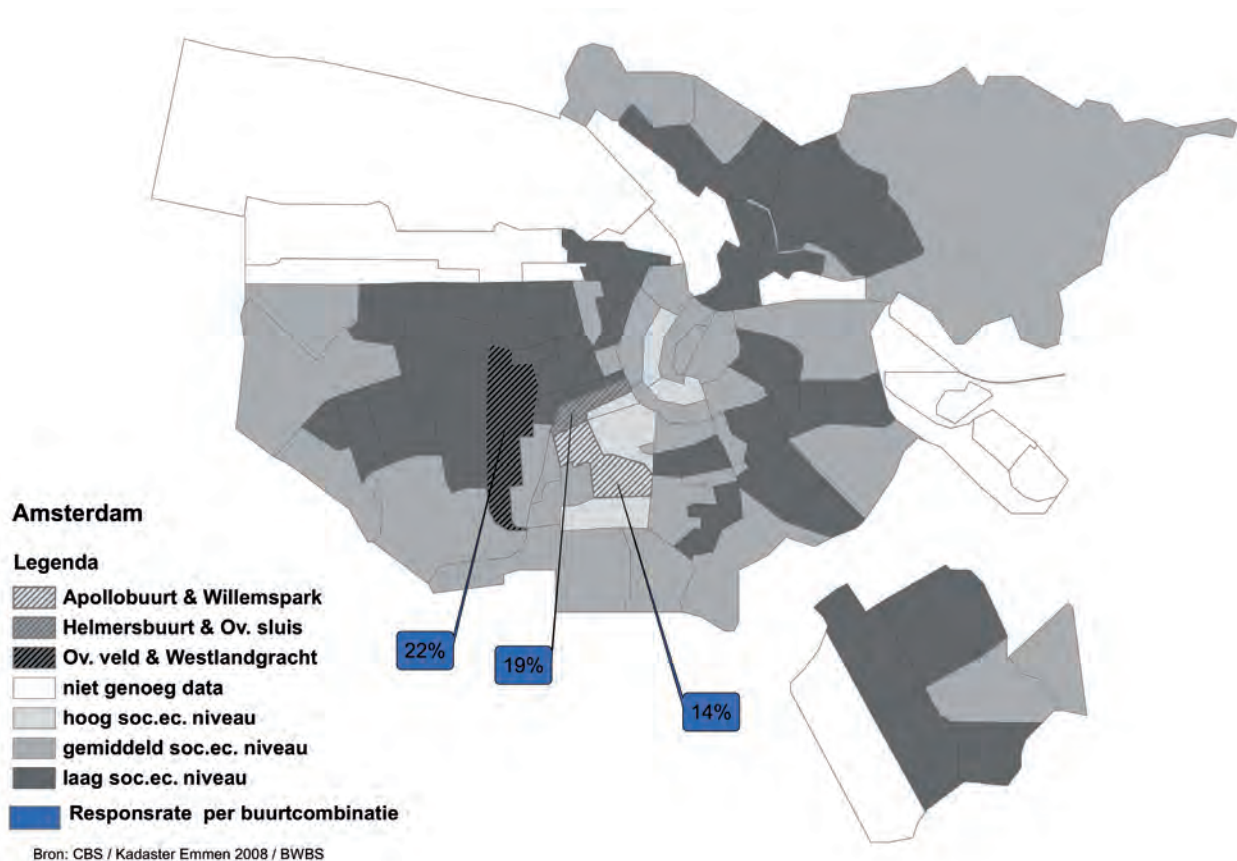 22%
19%
14%
Amsterdam
Legenda
Apollobuurt & Willemspark
Helmersbuurt & Ov. sluis
Ov. veld & Westlandgracht
niet genoeg data
hoog soc.ec. niveau
gemiddeld soc.ec. niveau
laag soc.ec. niveau
Responsrate per buurtcombinatie
Bron: CBS / Kadaster Emmen 2008 / BWBS